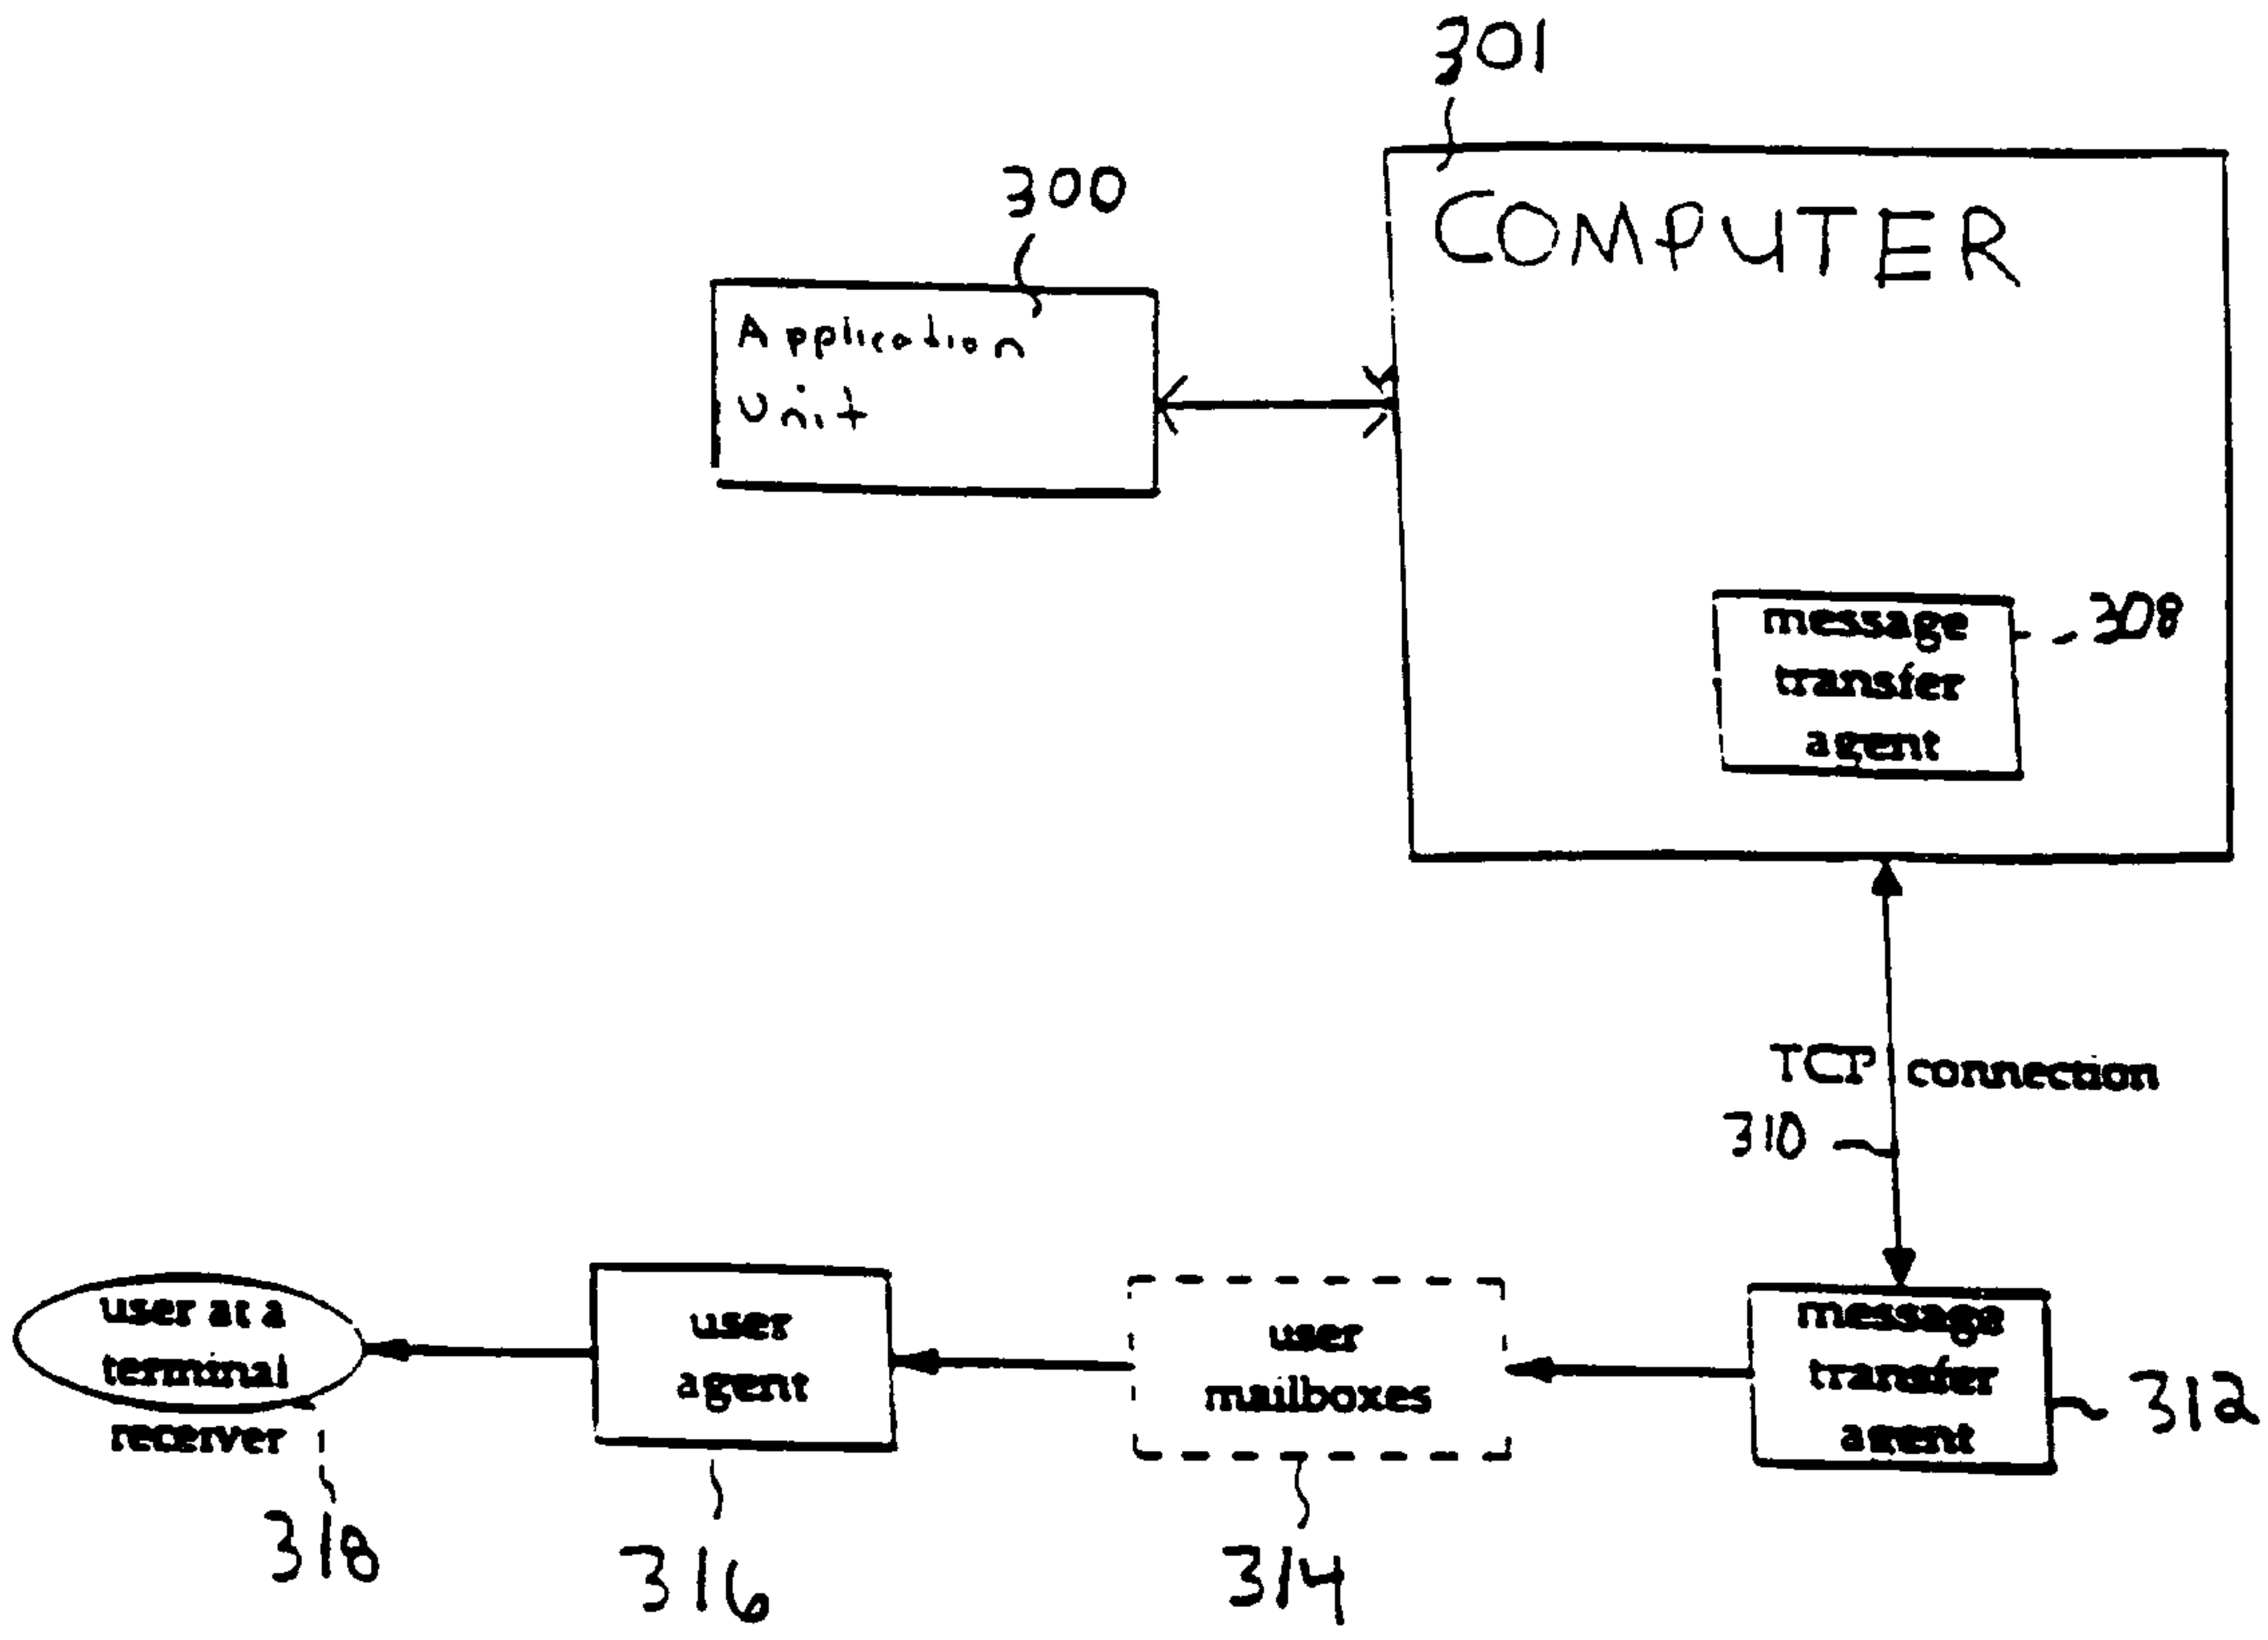 301
COMPUTER
300
Application
Unit
message
transfer
agent
308
TCP connection
310
user at a
terminal
receiver
318
user
agent
316
user
mailboxes
314
message
transfer
agent
312